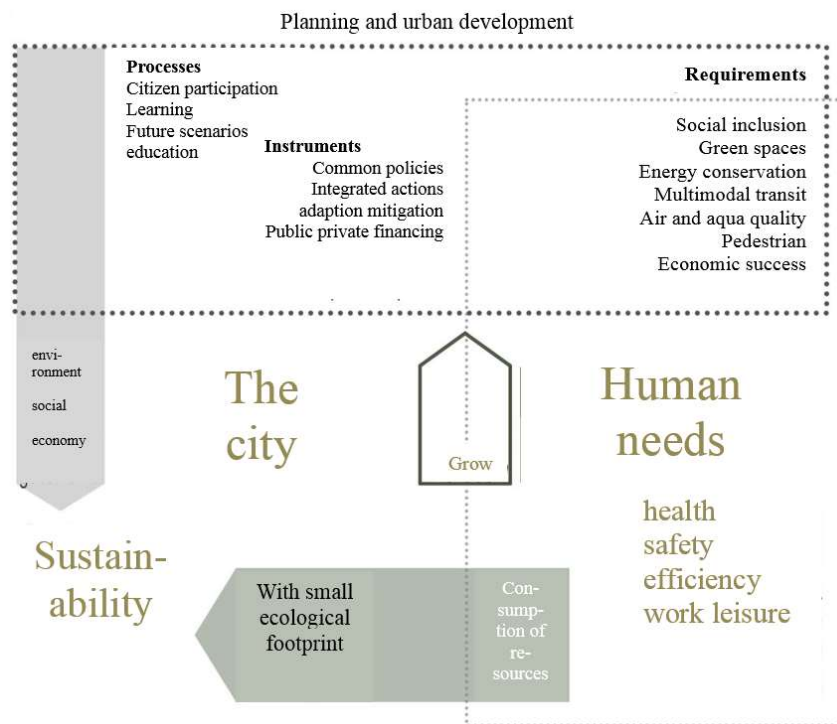 Planning and urban development
Processes
Citizen participation
Learning
Future scenarios
education
Instruments
Common policies
Integrated actions
adaption mitigation
Public private financing
Requirements
Social inclusion
Green spaces
Energy conservation
Multimodal transit
Air and aqua quality
Pedestrian
Economic success
envi-
ronment
social
economy
The
city
Grow
Human
needs
health
safety
efficiency
work leisure
Sustain-
ability
With small
ecological
footprint
Con-
sump-
tion of
re-
sources